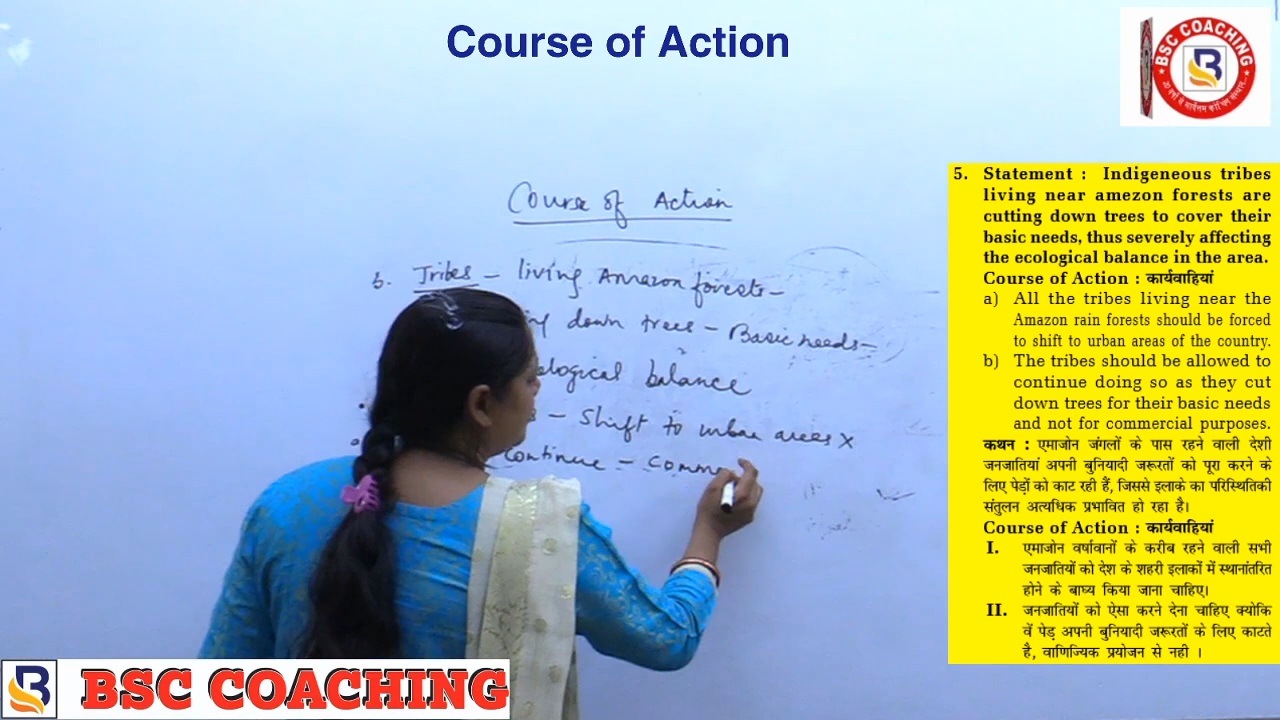 Course of Action
BSC COACHING
B
Course of Action
5. Tribes - living Amazon forests -
down trees - Basic needs -
ological balance
- Shift to urban areas x
continue - Comm
5. Statement : Indigeneous tribes
living near amezon forests are
cutting down trees to cover their
basic needs, thus severely affecting
the ecological balance in the area.
Course of Action : कार्यवाहियां
a) All the tribes living near the
Amazon rain forests should be forced
to shift to urban areas of the country.
b) The tribes should be allowed to
continue doing so as they cut
down trees for their basic needs
and not for commercial purposes.
कथन : एमाजोन जंगलों के पास रहने वाली देशी
जनजातियां अपनी बुनियादी जरूरतों को पूरा करने के
लिए पेड़ों को काट रही हैं, जिससे इलाके का परिस्थितिकी
संतुलन अत्यधिक प्रभावित हो रहा है।
Course of Action : कार्यवाहियां
I. एमाजोन वर्षावानों के करीब रहने वाली सभी
जनजातियों को देश के शहरी इलाकों में स्थानांतरित
होने के बाघ्य किया जाना चाहिए।
II. जनजातियों को ऐसा करने देना चाहिए क्योकि
वें पेड़ अपनी बुनियादी जरूरतों के लिए काटते
है, वाणिज्यिक प्रयोजन से नही ।
B BSC COACHING